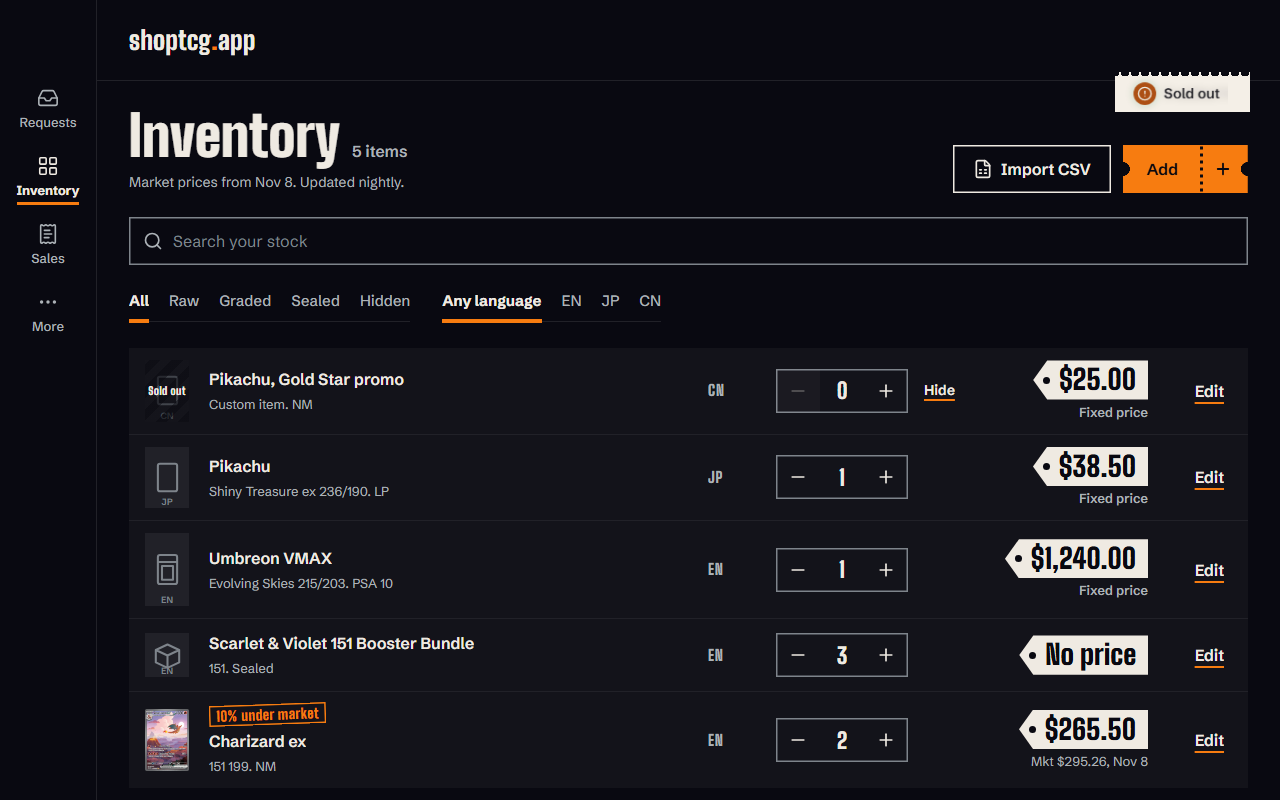 shoptcg.app
Sold out
Requests
Inventory
Sales
More
Inventory
5 items
Market prices from Nov 8. Updated nightly.
Import CSV
Add
+
Search your stock
All Raw Graded Sealed Hidden
Any language EN JP CN
Sold out
CN
Pikachu, Gold Star promo
Custom item. NM
CN
− 0 +
Hide
$25.00
Fixed price
Edit
JP
Pikachu
Shiny Treasure ex 236/190. LP
JP
− 1 +
$38.50
Fixed price
Edit
EN
Umbreon VMAX
Evolving Skies 215/203. PSA 10
EN
− 1 +
$1,240.00
Fixed price
Edit
EN
Scarlet & Violet 151 Booster Bundle
151. Sealed
EN
− 3 +
No price
Edit
10% under market
Charizard ex
151 199. NM
EN
− 2 +
$265.50
Mkt $295.26, Nov 8
Edit